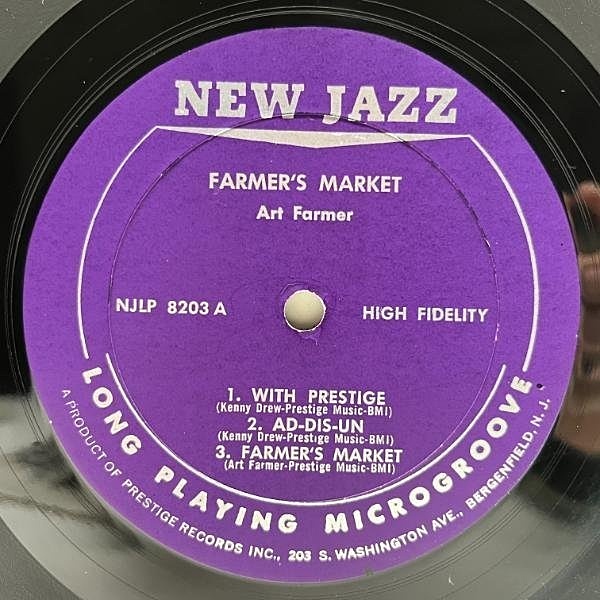 NEW JAZZ
FARMER'S MARKET
Art Farmer
NJLP 8203 A
HIGH FIDELITY
1. WITH PRESTIGE
(Kenny Drew-Prestige Music-BMI)
2. AD-DIS-UN
(Kenny Drew-Prestige Music-BMI)
3. FARMER'S MARKET
(Art Farmer-Prestige Music-BMI)
LONG PLAYING MICROGROOVE
A PRODUCT OF PRESTIGE RECORDS INC., 203 S. WASHINGTON AVE., BERGENFIELD, N. J.